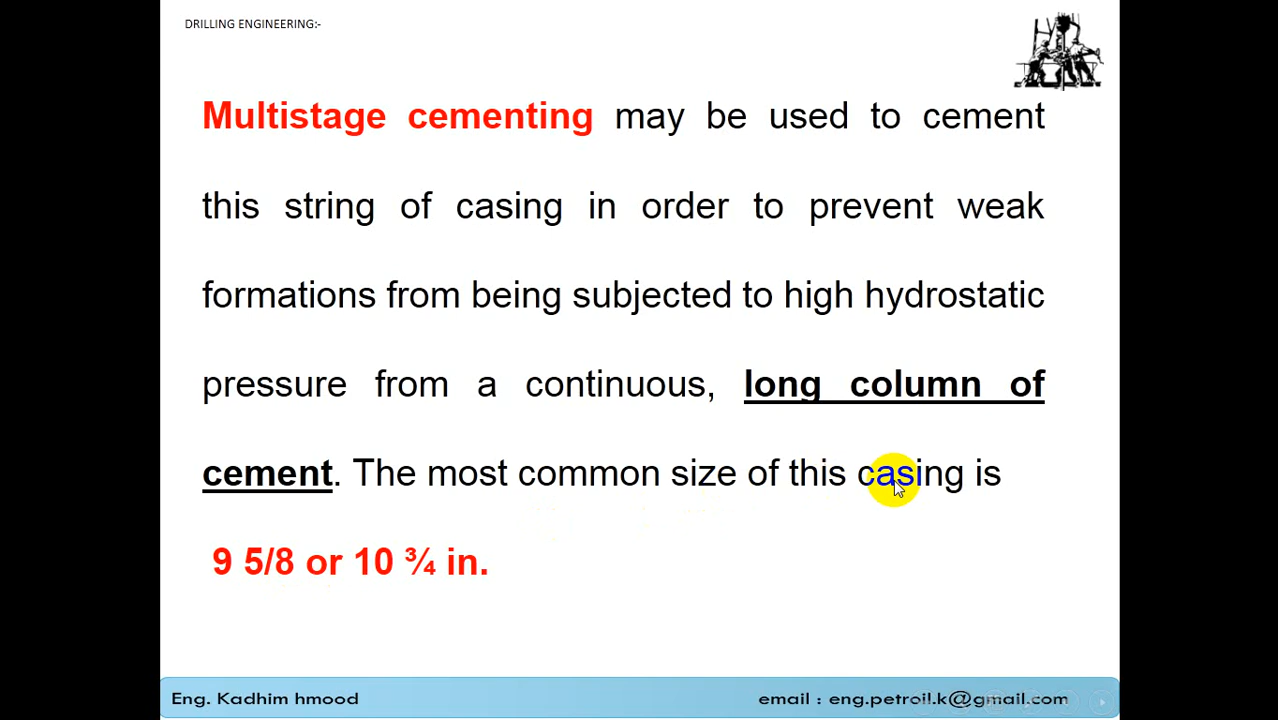 DRILLING ENGINEERING:-
Multistage cementing may be used to cement
this string of casing in order to prevent weak
formations from being subjected to high hydrostatic
pressure from a continuous, long column of
cement. The most common size of this casing is
9 5/8 or 10 ¾ in.
Eng. Kadhim hmood
email : eng.petroil.k@gmail.com